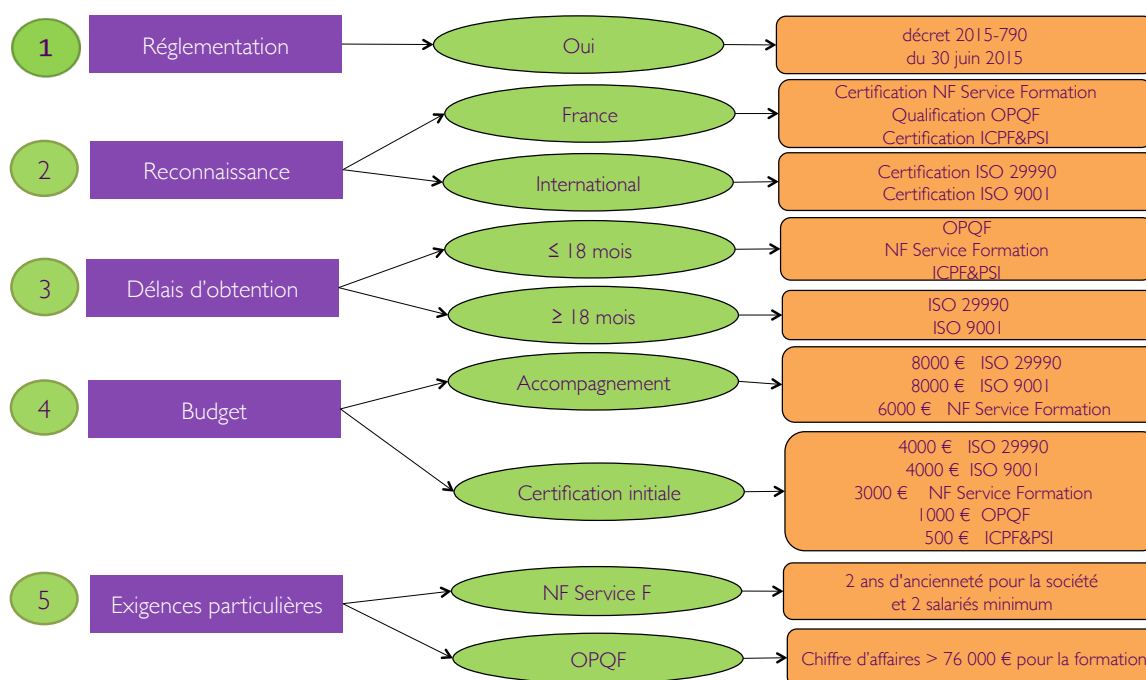 1
Réglementation
Oui
décret 2015-790
du 30 juin 2015
2
Reconnaissance
France
Certification NF Service Formation
Qualification OPQF
Certification ICPF&PSI
International
Certification ISO 29990
Certification ISO 9001
3
Délais d'obtention
≤ 18 mois
OPQF
NF Service Formation
ICPF&PSI
≥ 18 mois
ISO 29990
ISO 9001
4
Budget
Accompagnement
8000 € ISO 29990
8000 € ISO 9001
6000 € NF Service Formation
Certification initiale
4000 € ISO 29990
4000 € ISO 9001
3000 € NF Service Formation
1000 € OPQF
500 € ICPF&PSI
5
Exigences particulières
NF Service F
2 ans d'ancienneté pour la société
et 2 salariés minimum
OPQF
Chiffre d'affaires > 76 000 € pour la formation